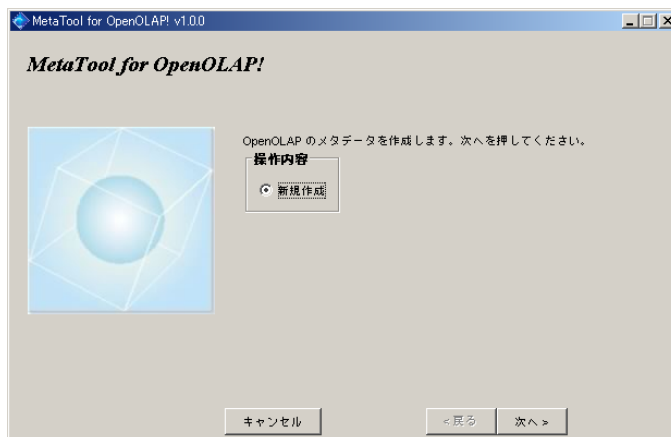 MetaTool for OpenOLAP! v1.0.0
MetaTool for OpenOLAP!
OpenOLAP のメタデータを作成します。次へを押してください。
操作内容
新規作成
キャンセル
<戻る
次へ>